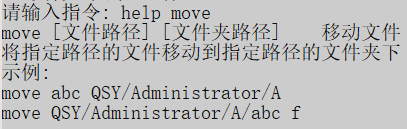 请输入指令: help move
move [文件路径] [文件夹路径]    移动文件
将指定路径的文件移动到指定路径的文件夹下
示例:
move abc QSY/Administrator/A
move QSY/Administrator/A/abc f